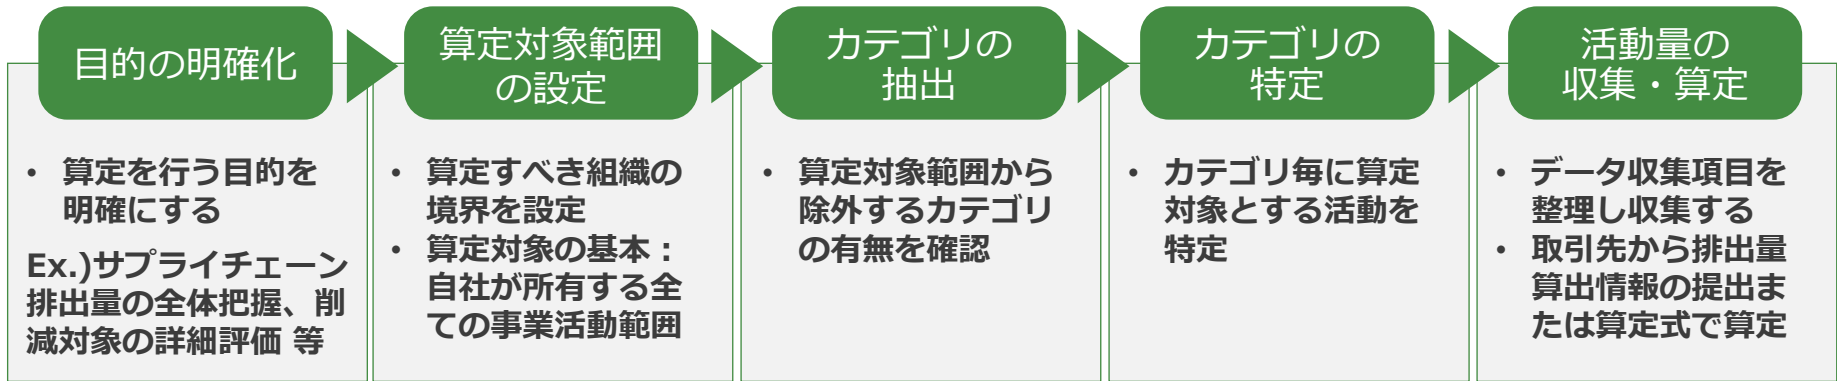 目的の明確化
算定対象範囲
の設定
カテゴリの
抽出
カテゴリの
特定
活動量の
収集・算定
• 算定を行う目的を
明確にする
Ex.)サプライチェーン
排出量の全体把握、削
減対象の詳細評価 等
• 算定すべき組織の
境界を設定
• 算定対象の基本：
自社が所有する全
ての事業活動範囲
• 算定対象範囲から
除外するカテゴリ
の有無を確認
• カテゴリ毎に算定
対象とする活動を
特定
• データ収集項目を
整理し収集する
• 取引先から排出量
算出情報の提出ま
たは算定式で算定